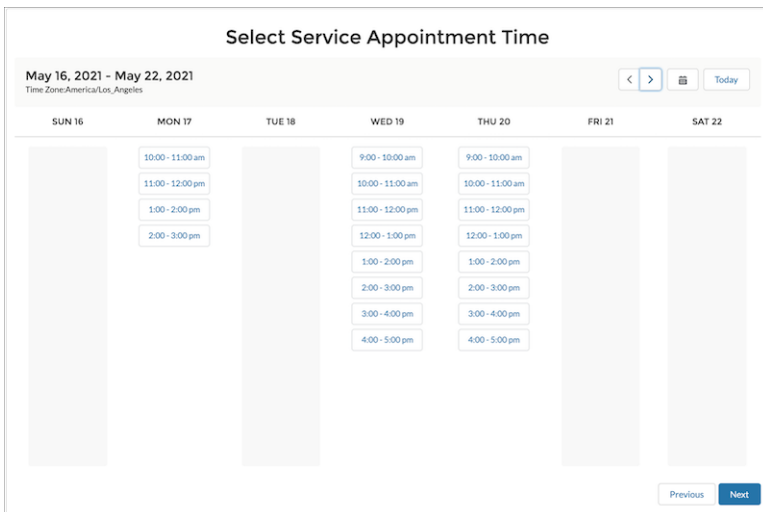 Select Service Appointment Time
May 16, 2021 - May 22, 2021
Time Zone:America/Los_Angeles
Today
SUN 16 MON 17 TUE 18 WED 19 THU 20 FRI 21 SAT 22
10:00 - 11:00 am 9:00 - 10:00 am 9:00 - 10:00 am
11:00 - 12:00 pm 10:00 - 11:00 am 10:00 - 11:00 am
1:00 - 2:00 pm 11:00 - 12:00 pm 11:00 - 12:00 pm
2:00 - 3:00 pm 12:00 - 1:00 pm 12:00 - 1:00 pm
1:00 - 2:00 pm 1:00 - 2:00 pm
2:00 - 3:00 pm 2:00 - 3:00 pm
3:00 - 4:00 pm 3:00 - 4:00 pm
4:00 - 5:00 pm 4:00 - 5:00 pm
Previous Next